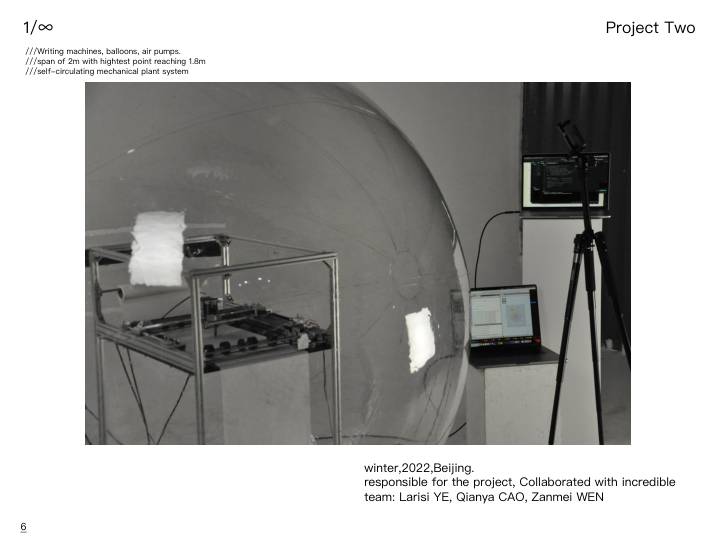 1/∞
Project Two
///Writing machines, balloons, air pumps.
///span of 2m with hightest point reaching 1.8m
///self-circulating mechanical plant system
winter,2022,Beijing.
responsible for the project, Collaborated with incredible
team: Larisi YE, Qianya CAO, Zanmei WEN
6